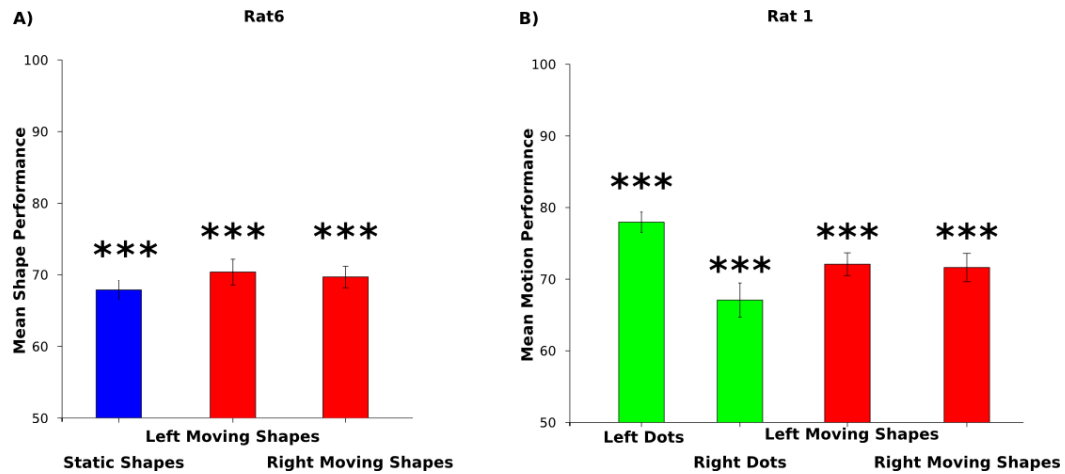 A)
Rat6
Mean Shape Performance
100
90
80
70
60
50
***
***
***
Left Moving Shapes
Static Shapes
Right Moving Shapes
B)
Rat 1
Mean Motion Performance
100
90
80
70
60
50
***
***
***
***
Left Dots
Left Moving Shapes
Right Dots
Right Moving Shapes